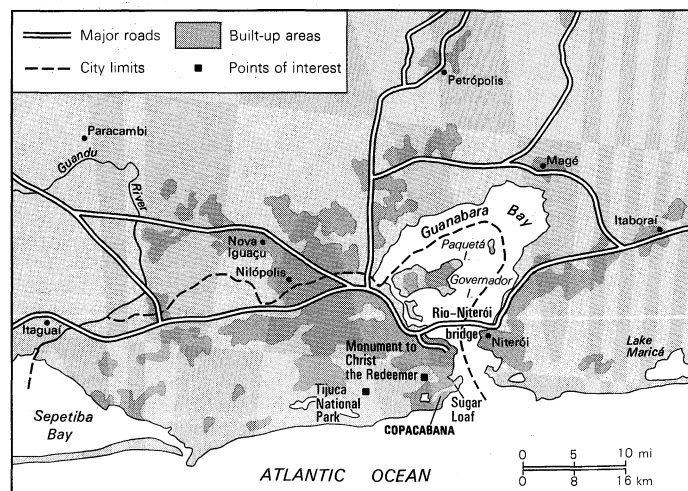 Major roads
Built-up areas
City limits
Points of interest
Petrópolis
Paracambi
Guandu
River
Magé
Guanabara
Bay
Itaboraí
Paquetá
I.
Nova
Iguaçu
Nilópolis
Governador
I.
Rio–Niterói
bridge
Niterói
Itaguaí
Lake
Maricá
Monument to
Christ
the Redeemer
Tijuca
National
Park
Sugar
Loaf
COPACABANA
Sepetiba
Bay
ATLANTIC OCEAN
0 5 10 mi
0 8 16 km